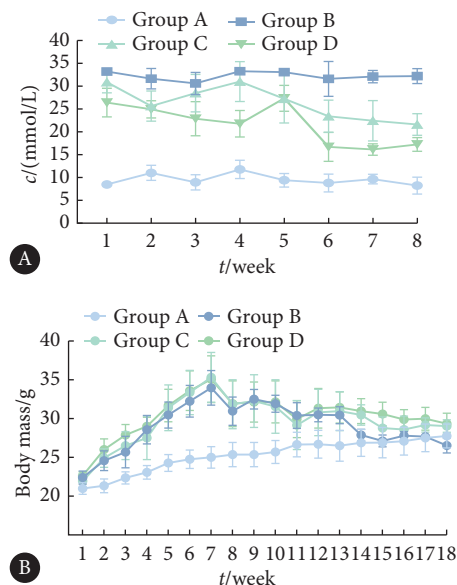 Group A Group B
Group C Group D
40
35
30
25
20
15
10
5
0
c/(mmol/L)
1 2 3 4 5 6 7 8
t/week
A
Group A Group B
Group C Group D
40
35
30
25
20
Body mass/g
1 2 3 4 5 6 7 8 9 10 11 12 13 14 15 16 17 18
t/week
B